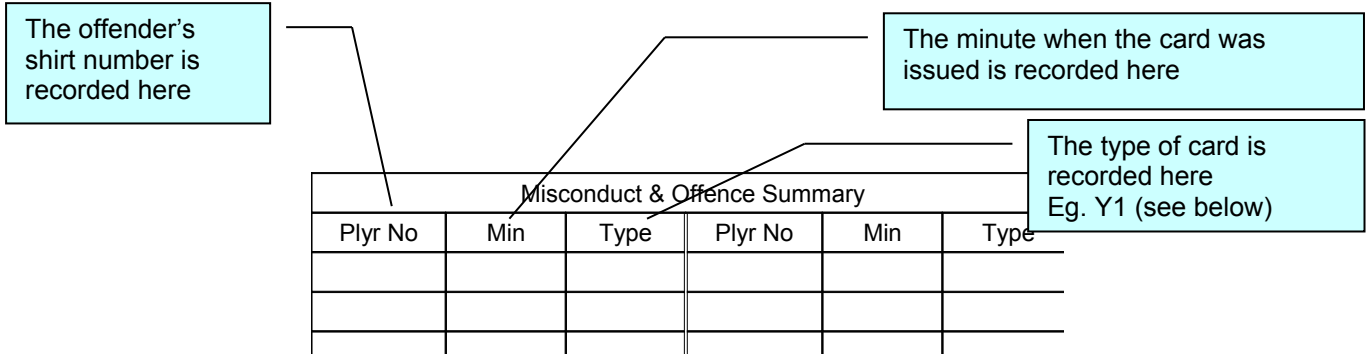 The offender’s
shirt number is
recorded here
The minute when the card was
issued is recorded here
The type of card is
recorded here
Eg. Y1 (see below)
Misconduct & Offence Summary
Plyr No Min Type Plyr No Min Type